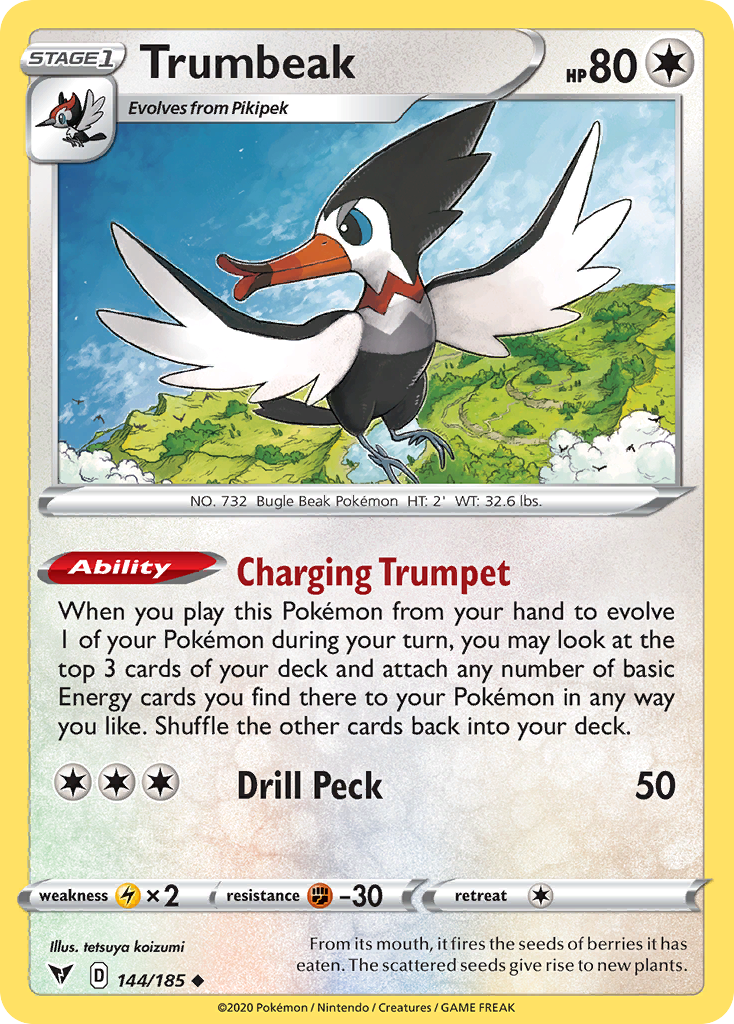 STAGE 1
Trumbeak
HP 80
Evolves from Pikipek
NO. 732 Bugle Beak Pokémon HT: 2' WT: 32.6 lbs.
Ability Charging Trumpet
When you play this Pokémon from your hand to evolve
1 of your Pokémon during your turn, you may look at the
top 3 cards of your deck and attach any number of basic
Energy cards you find there to your Pokémon in any way
you like. Shuffle the other cards back into your deck.
Drill Peck 50
weakness ×2 resistance -30 retreat
Illus. tetsuya koizumi
From its mouth, it fires the seeds of berries it has
eaten. The scattered seeds give rise to new plants.
D 144/185
©2020 Pokémon / Nintendo / Creatures / GAME FREAK